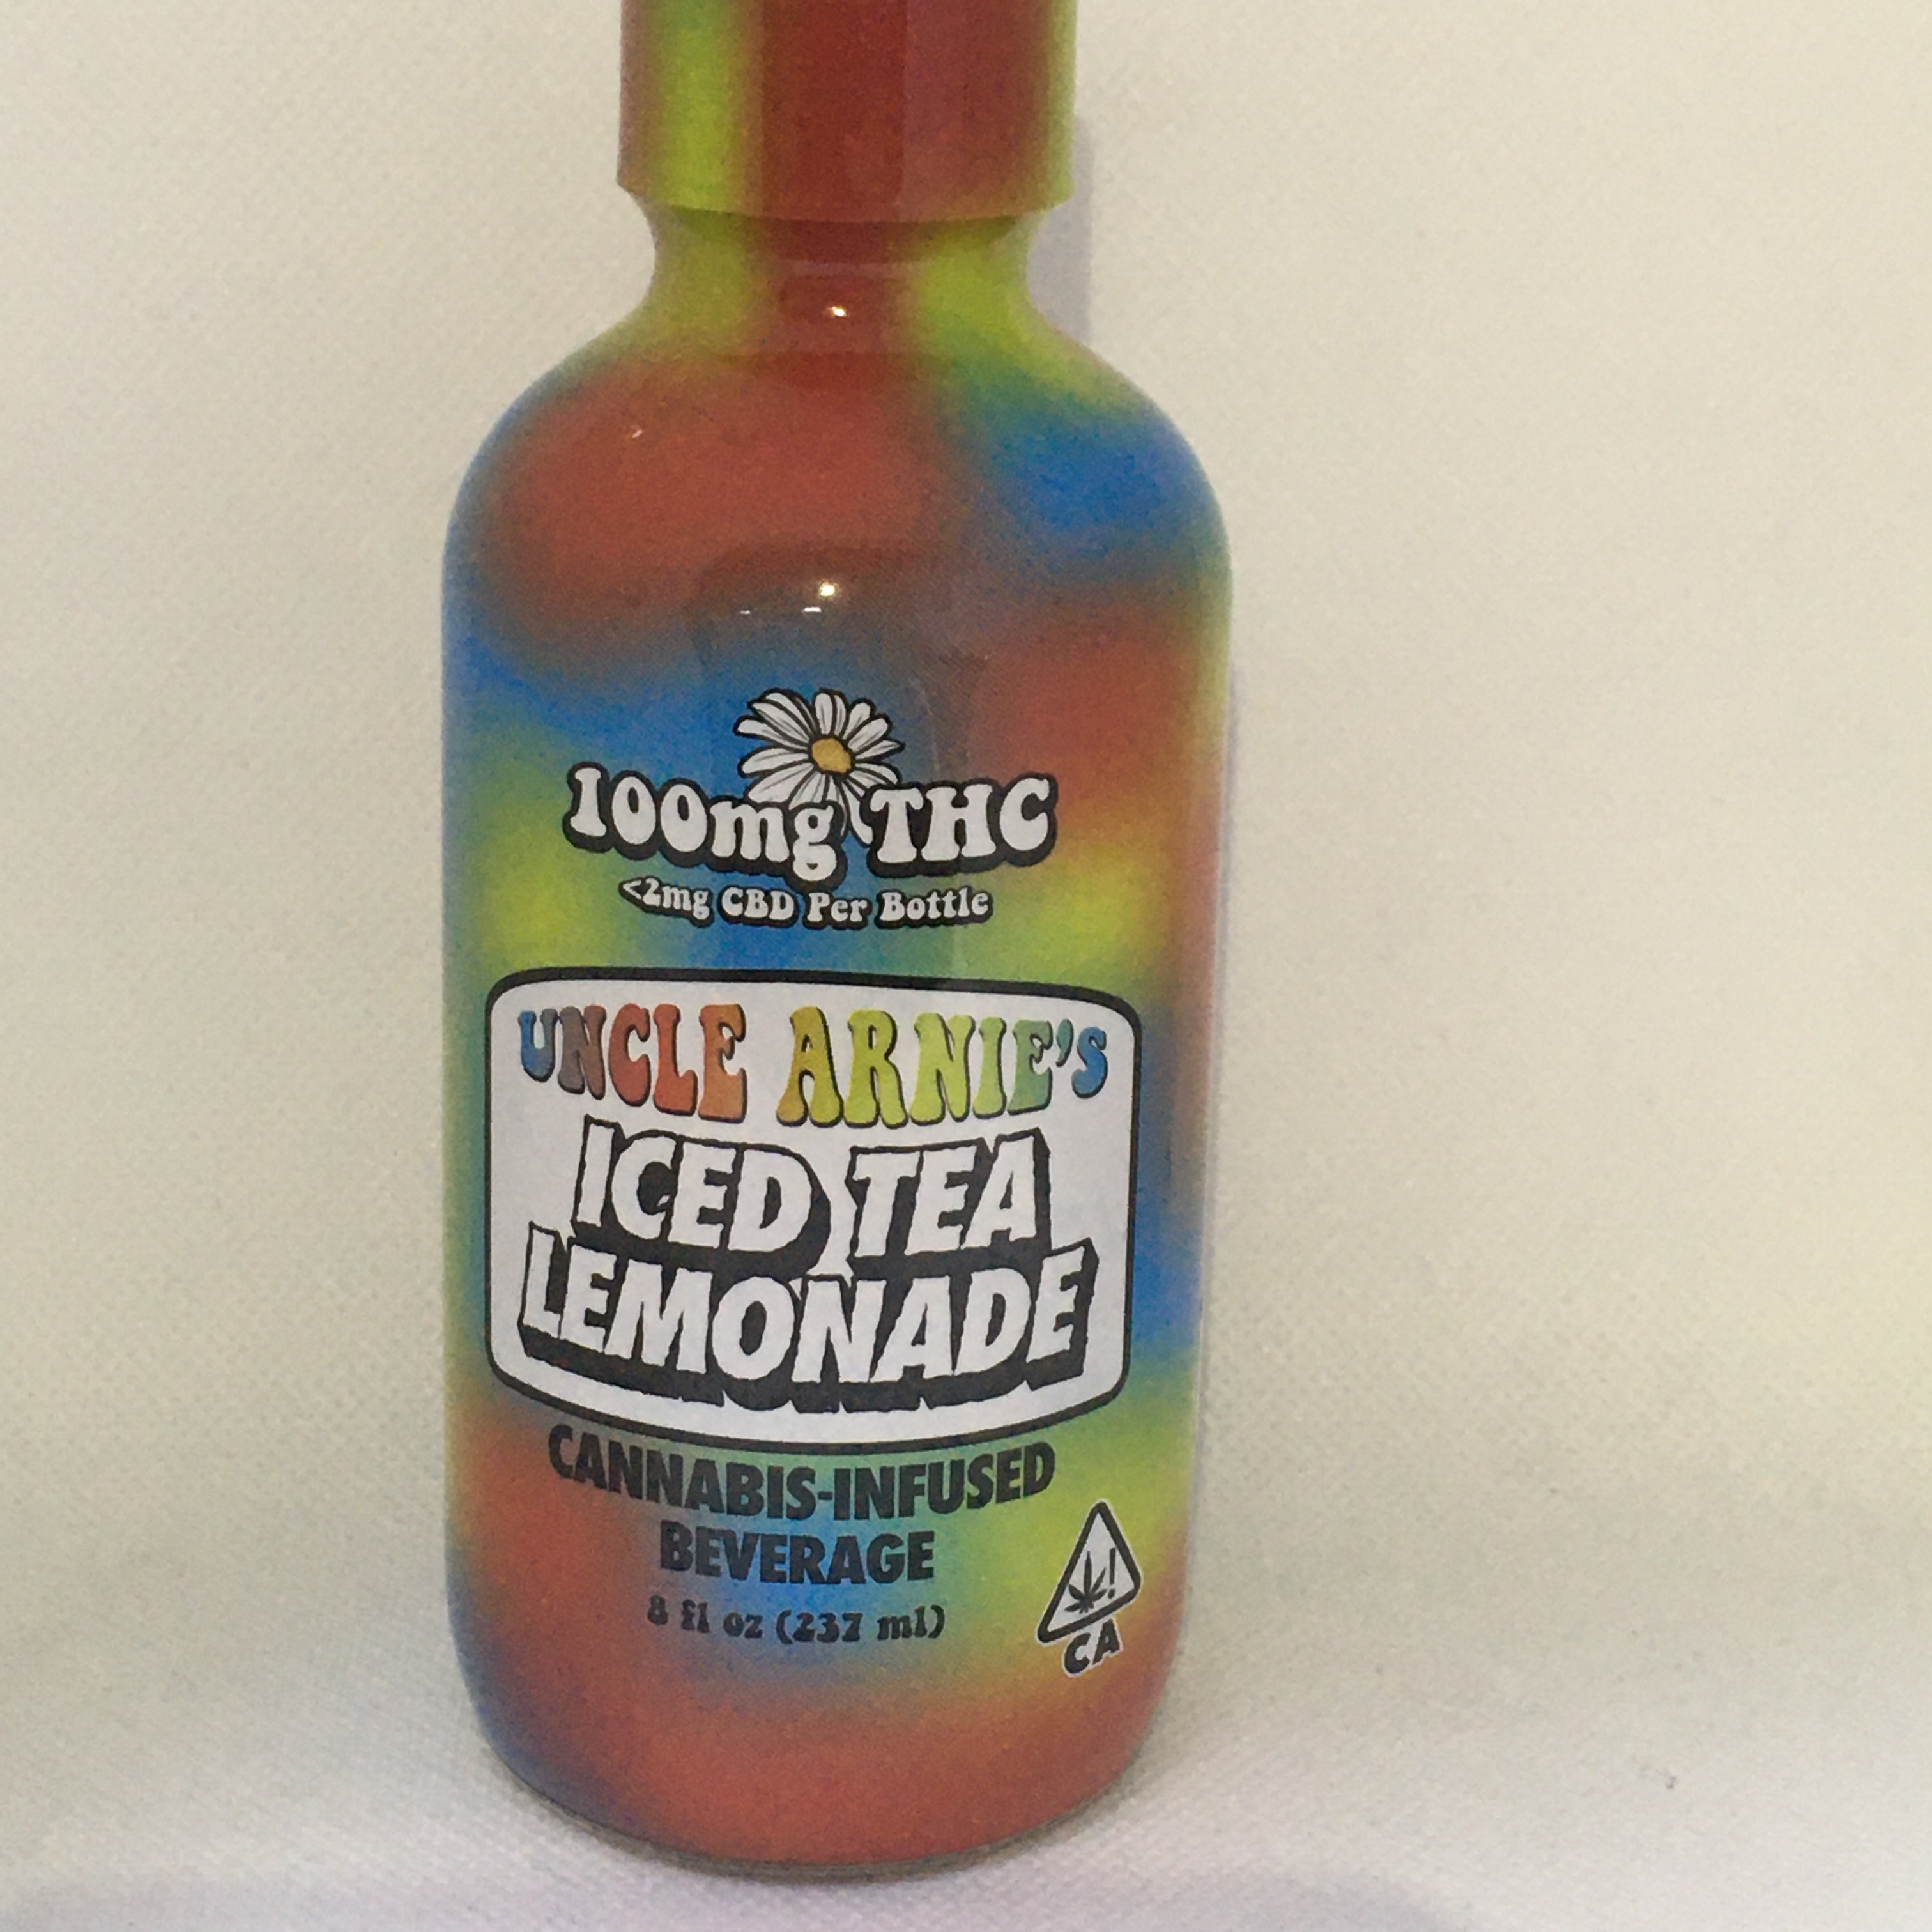 100mg THC
<2mg CBD Per Bottle
UNCLE ARNIE'S
ICED TEA
LEMONADE
CANNABIS-INFUSED
BEVERAGE
8 fl oz (237 ml)
!
CA